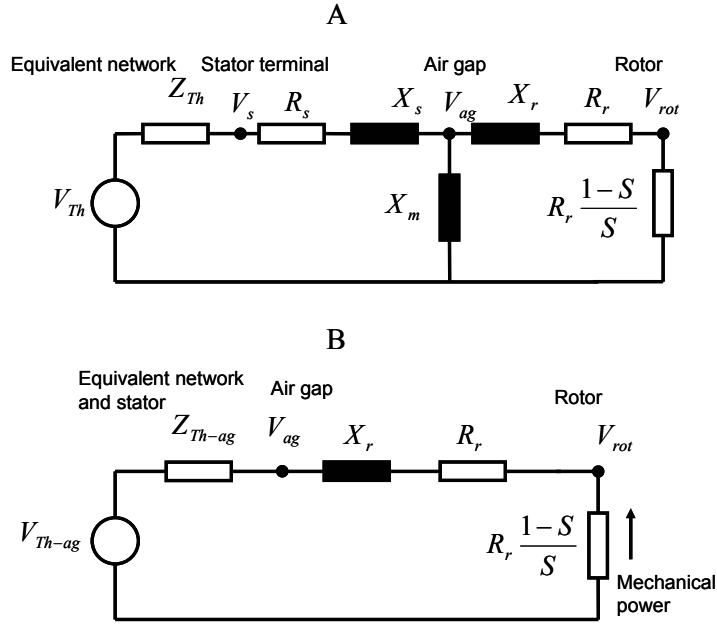 A
Equivalent network Stator terminal Air gap Rotor
Z_Th V_s R_s X_s V_ag X_r R_r V_rot
V_Th X_m R_r (1−S)/S
B
Equivalent network
and stator
Air gap
Rotor
Z_Th−ag V_ag X_r R_r V_rot
V_Th−ag R_r (1−S)/S
Mechanical
power